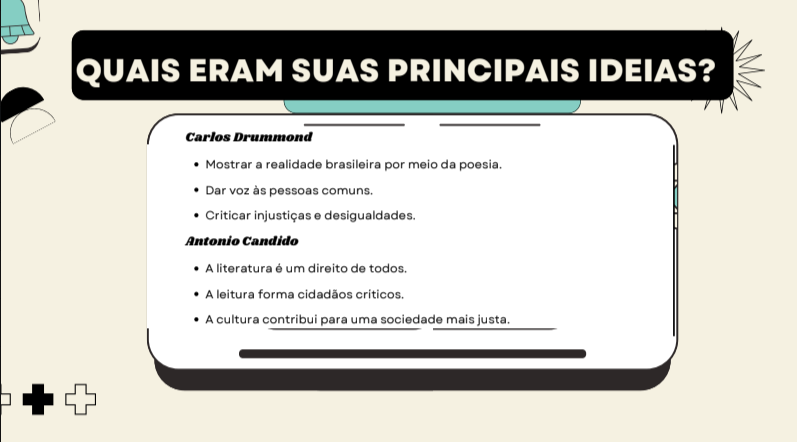 QUAIS ERAM SUAS PRINCIPAIS IDEIAS?
Carlos Drummond
• Mostrar a realidade brasileira por meio da poesia.
• Dar voz às pessoas comuns.
• Criticar injustiças e desigualdades.
Antonio Candido
• A literatura é um direito de todos.
• A leitura forma cidadãos críticos.
• A cultura contribui para uma sociedade mais justa.